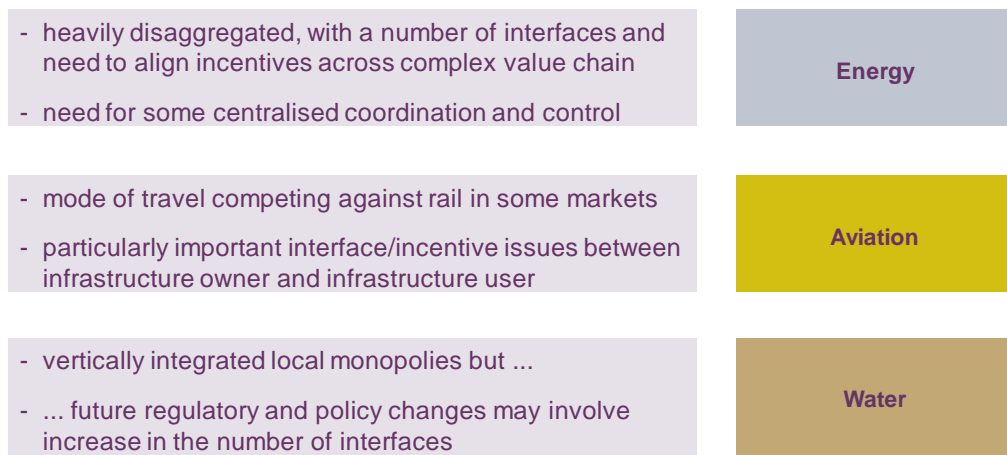 - heavily disaggregated, with a number of interfaces and
need to align incentives across complex value chain
- need for some centralised coordination and control
Energy
- mode of travel competing against rail in some markets
- particularly important interface/incentive issues between
infrastructure owner and infrastructure user
Aviation
- vertically integrated local monopolies but ...
- ... future regulatory and policy changes may involve
increase in the number of interfaces
Water